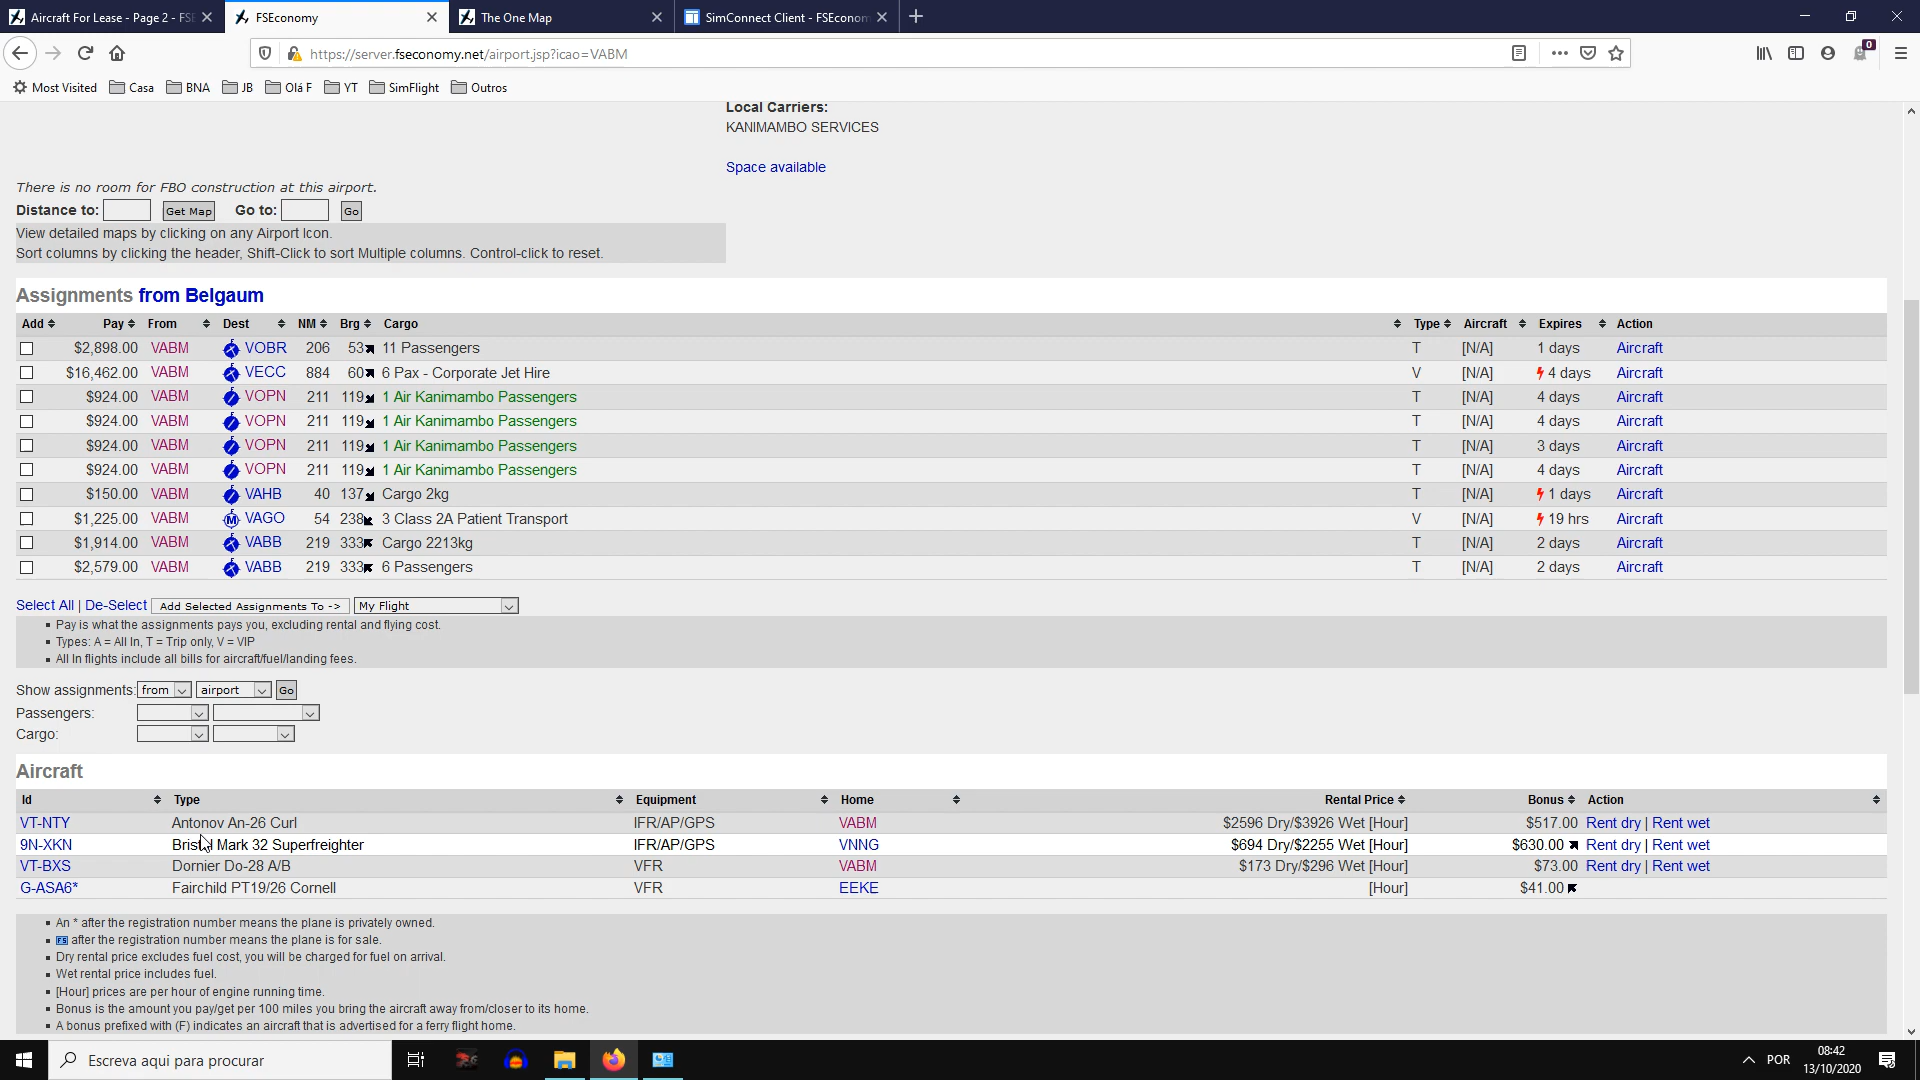 Aircraft For Lease - Page 2 - FSE
FSEconomy
The One Map
SimConnect Client - FSEconom
https://server.fseconomy.net/airport.jsp?icao=VABM
0
Most Visited Casa BNA JB Olá F YT SimFlight Outros
Local Carriers:
KANIMAMBO SERVICES
Space available
There is no room for FBO construction at this airport.
Distance to: Get Map Go to: Go
View detailed maps by clicking on any Airport Icon.
Sort columns by clicking the header, Shift-Click to sort Multiple columns. Control-click to reset.
Assignments from Belgaum
Add Pay From Dest NM Brg Cargo Type Aircraft Expires Action
$2,898.00 VABM VOBR 206 53 11 Passengers T [N/A] 1 days Aircraft
$16,462.00 VABM VECC 884 60 6 Pax - Corporate Jet Hire V [N/A] 4 days Aircraft
$924.00 VABM VOPN 211 119 1 Air Kanimambo Passengers T [N/A] 4 days Aircraft
$924.00 VABM VOPN 211 119 1 Air Kanimambo Passengers T [N/A] 4 days Aircraft
$924.00 VABM VOPN 211 119 1 Air Kanimambo Passengers T [N/A] 3 days Aircraft
$924.00 VABM VOPN 211 119 1 Air Kanimambo Passengers T [N/A] 4 days Aircraft
$150.00 VABM VAHB 40 137 Cargo 2kg T [N/A] 1 days Aircraft
$1,225.00 VABM M VAGO 54 238 3 Class 2A Patient Transport V [N/A] 19 hrs Aircraft
$1,914.00 VABM VABB 219 333 Cargo 2213kg T [N/A] 2 days Aircraft
$2,579.00 VABM VABB 219 333 6 Passengers T [N/A] 2 days Aircraft
Select All | De-Select Add Selected Assignments To -> My Flight
Pay is what the assignments pays you, excluding rental and flying cost.
Types: A = All In, T = Trip only, V = VIP
All In flights include all bills for aircraft/fuel/landing fees.
Show assignments: from airport Go
Passengers:
Cargo:
Aircraft
Id Type Equipment Home Rental Price Bonus Action
VT-NTY Antonov An-26 Curl IFR/AP/GPS VABM $2596 Dry/$3926 Wet [Hour] $517.00 Rent dry | Rent wet
9N-XKN Bristol Mark 32 Superfreighter IFR/AP/GPS VNNG $694 Dry/$2255 Wet [Hour] $630.00 Rent dry | Rent wet
VT-BXS Dornier Do-28 A/B VFR VABM $173 Dry/$296 Wet [Hour] $73.00 Rent dry | Rent wet
G-ASA6* Fairchild PT19/26 Cornell VFR EEKE [Hour] $41.00
An * after the registration number means the plane is privately owned.
FS after the registration number means the plane is for sale.
Dry rental price excludes fuel cost, you will be charged for fuel on arrival.
Wet rental price includes fuel.
[Hour] prices are per hour of engine running time.
Bonus is the amount you pay/get per 100 miles you bring the aircraft away from/closer to its home.
A bonus prefixed with (F) indicates an aircraft that is advertised for a ferry flight home.
Escreva aqui para procurar
POR
08:42
13/10/2020